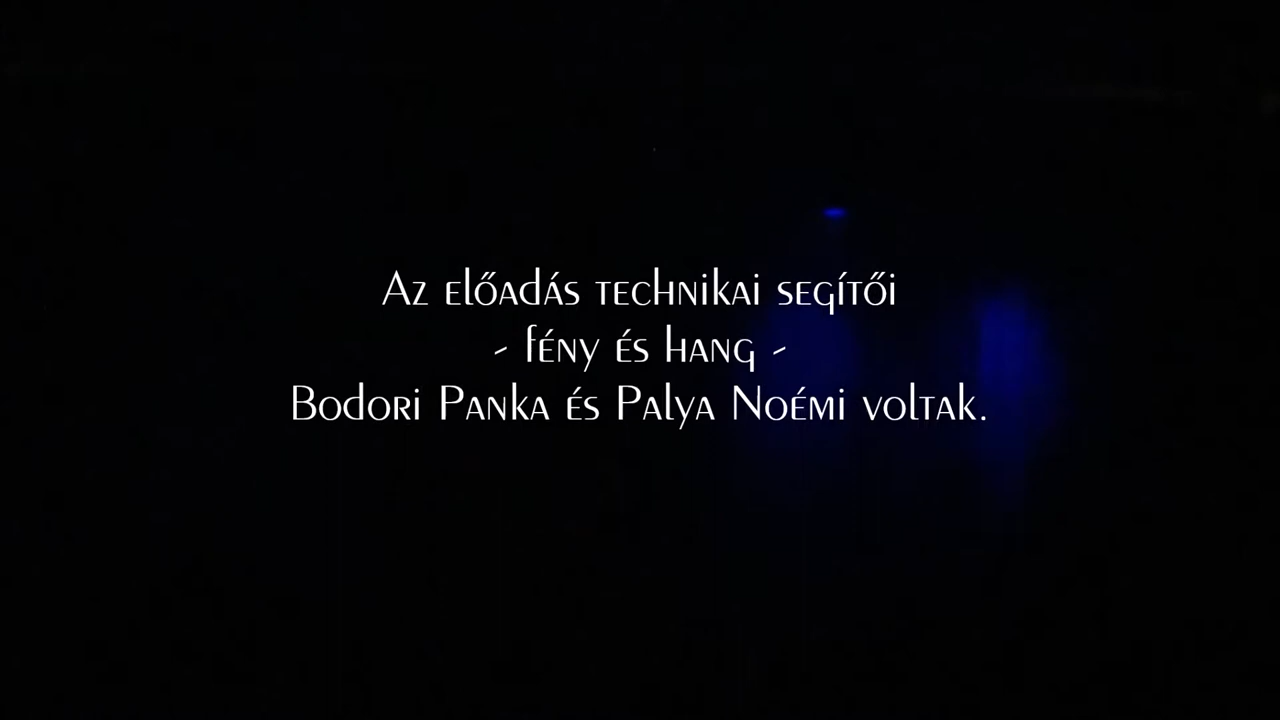 Az előadás technikai segítői
- fény és hang -
Bodori Panka és Palya Noémi voltak.